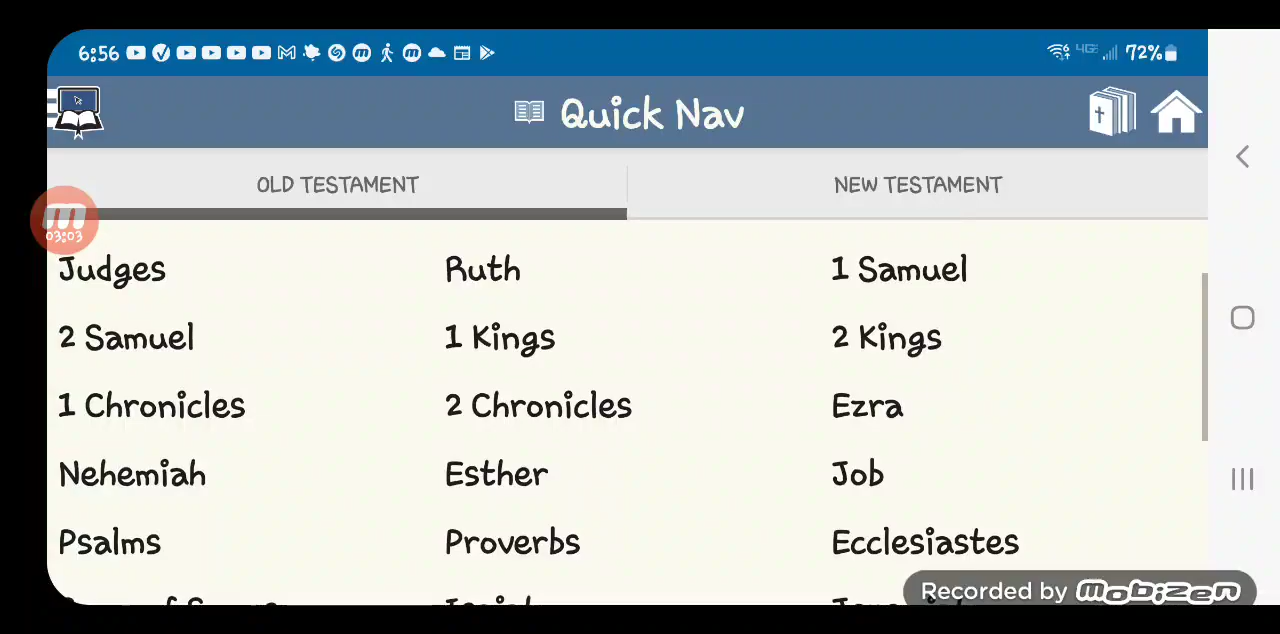 6:56 4GE 72%
Quick Nav
OLD TESTAMENT NEW TESTAMENT
03:03
Judges Ruth 1 Samuel
2 Samuel 1 Kings 2 Kings
1 Chronicles 2 Chronicles Ezra
Nehemiah Esther Job
Psalms Proverbs Ecclesiastes
Recorded by mobizen